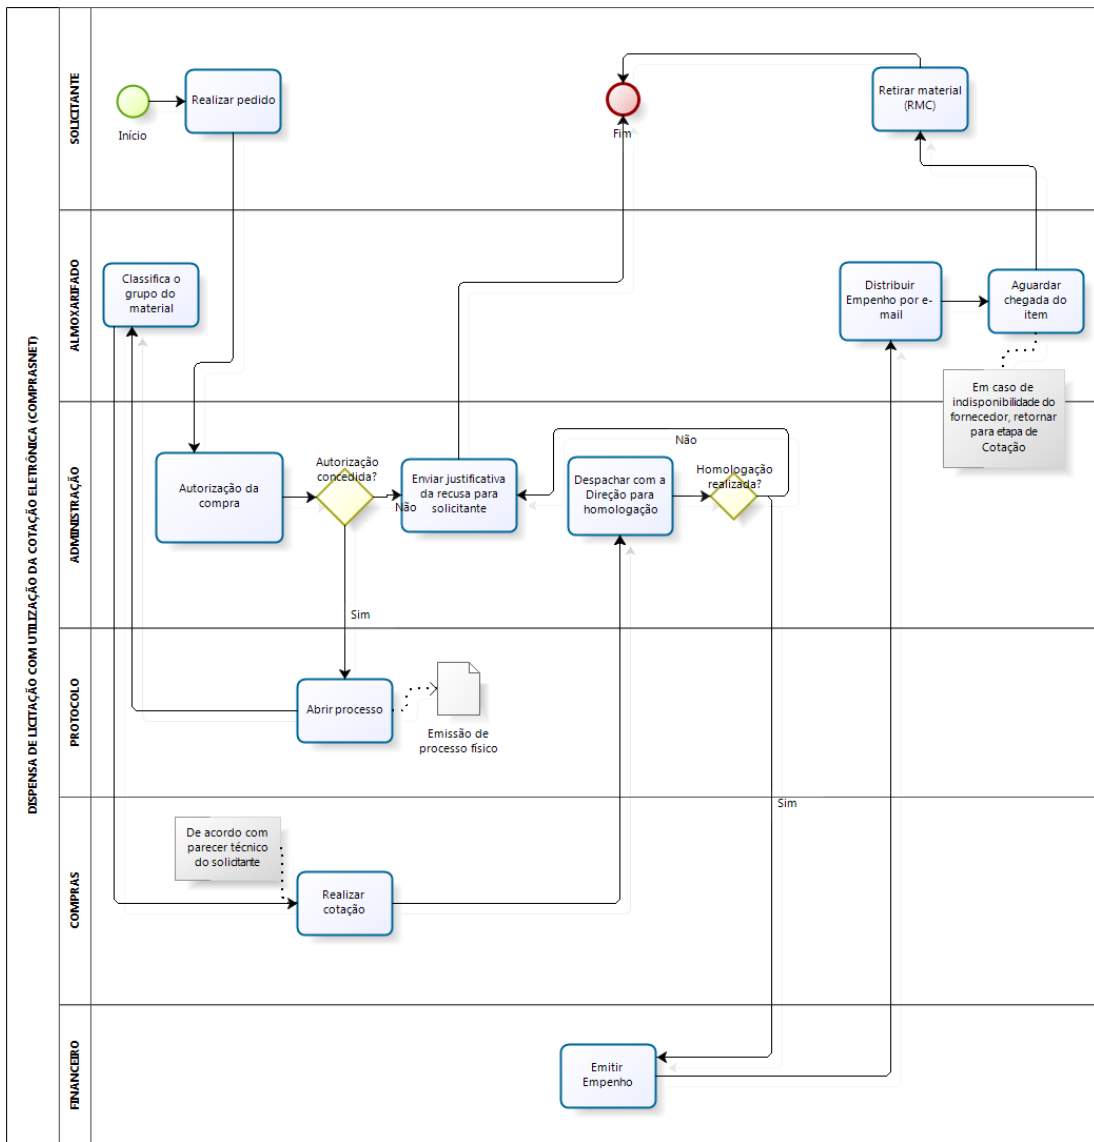 DISPENSA DE LICITAÇÃO COM UTILIZAÇÃO DA COTAÇÃO ELETRÔNICA (COMPRASNET)
SOLICITANTE
Início
Realizar pedido
Fim
Retirar material
(RMC)
ALMOXARIFADO
Classifica o
grupo do
material
Distribuir
Empenho por e-
mail
Aguardar
chegada do
item
Em caso de
indisponibilidade do
fornecedor, retornar
para etapa de
Cotação
ADMINISTRAÇÃO
Autorização da
compra
Autorização
concedida?
Não
Enviar justificativa
da recusa para
solicitante
Despachar com a
Direção para
homologação
Não
Homologação
realizada?
Sim
PROTOCOLO
Abrir processo
Emissão de
processo físico
Sim
COMPRAS
De acordo com
parecer técnico
do solicitante
Realizar
cotação
FINANCEIRO
Emitir
Empenho